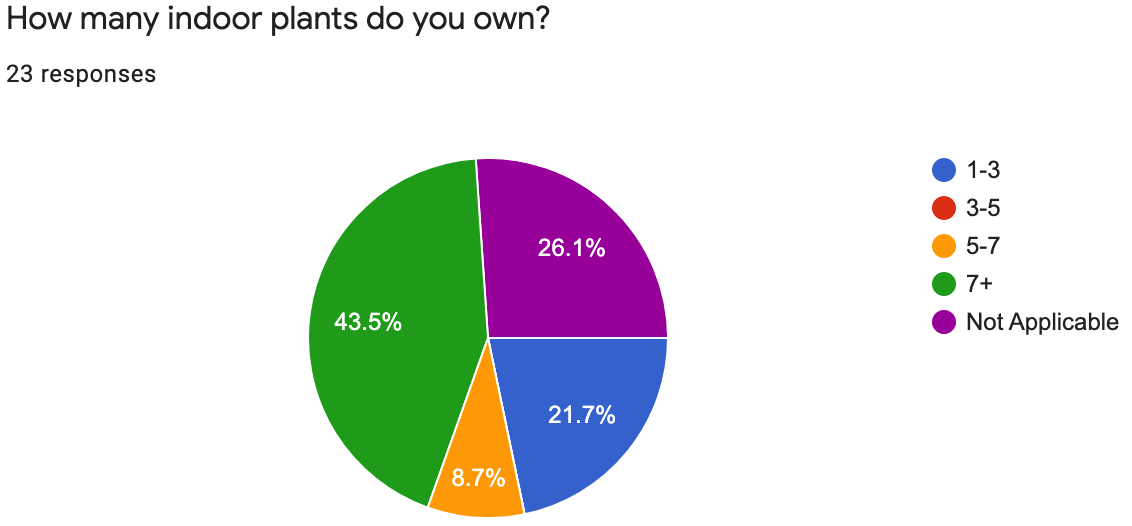 How many indoor plants do you own?
23 responses
26.1%
43.5%
21.7%
8.7%
1-3
3-5
5-7
7+
Not Applicable